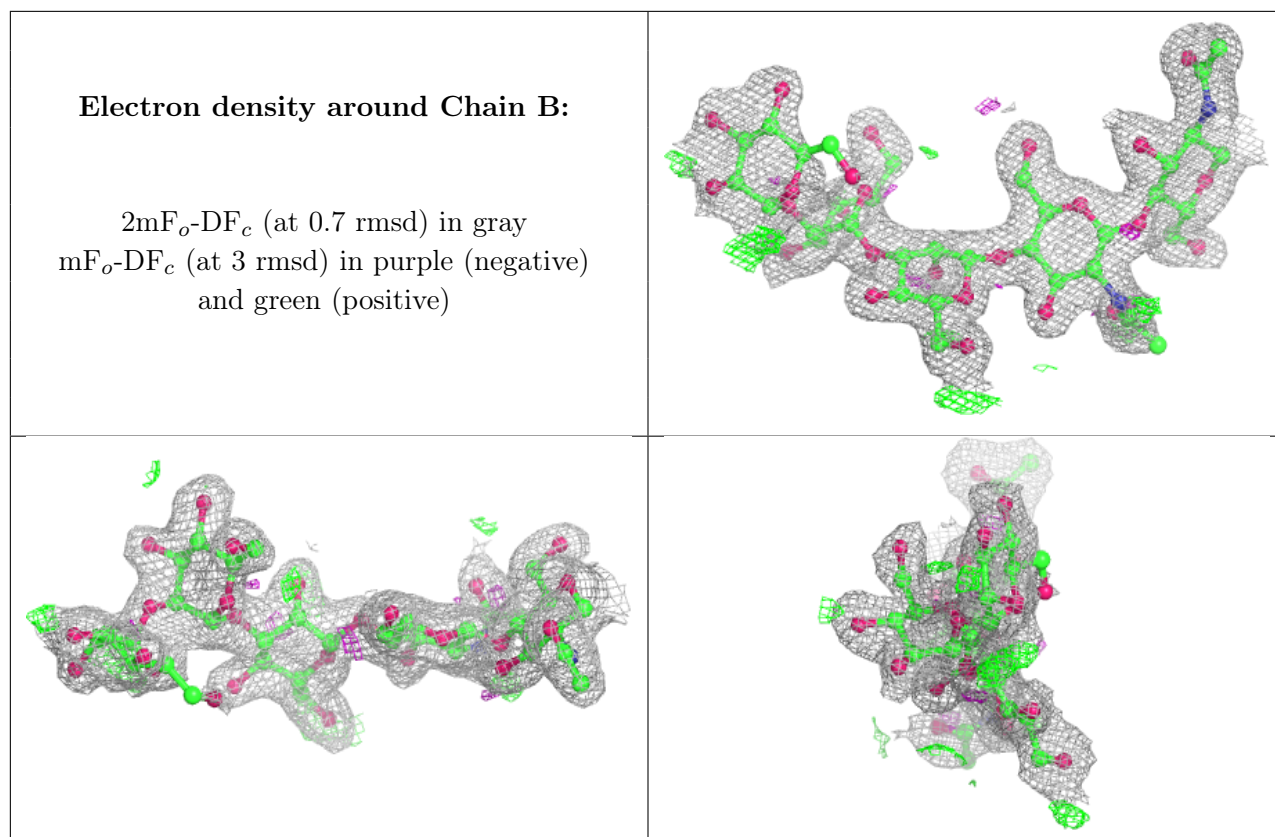 Electron density around Chain B:
2mFo-DFc (at 0.7 rmsd) in gray
mFo-DFc (at 3 rmsd) in purple (negative)
and green (positive)